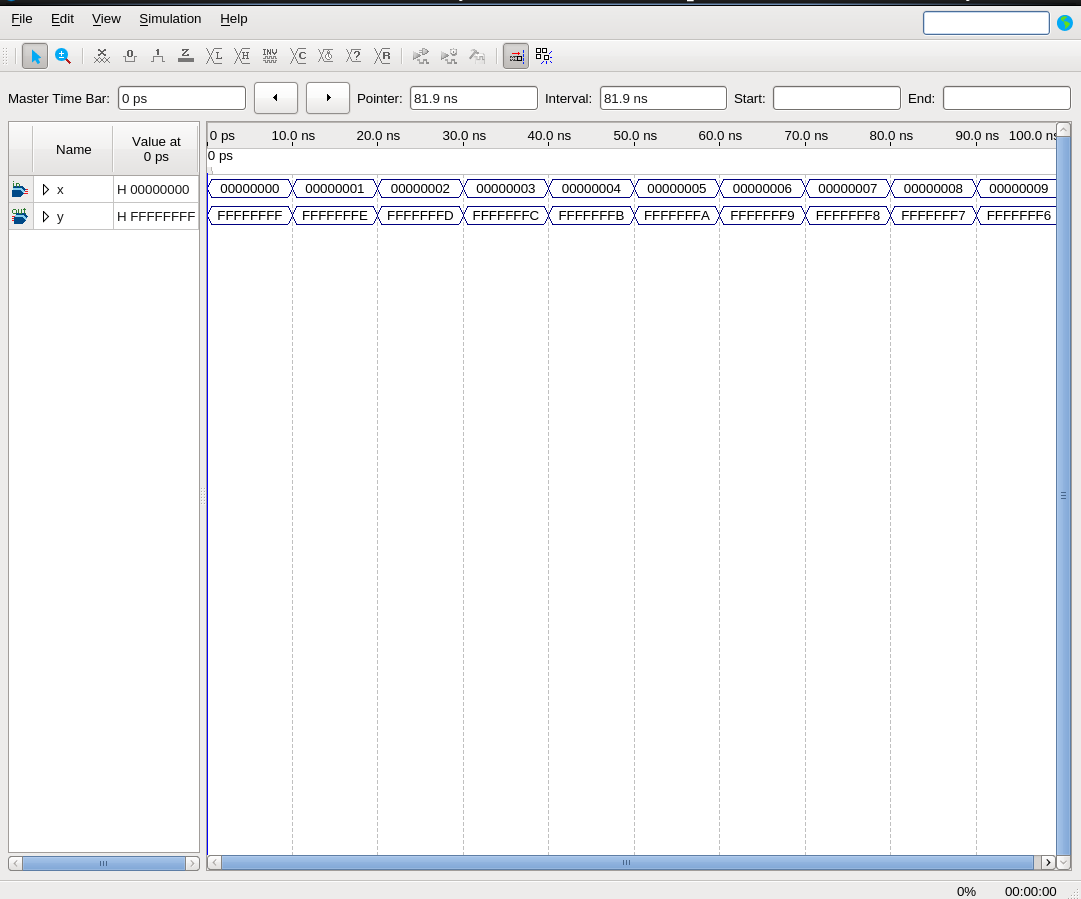 File Edit View Simulation Help
Master Time Bar: 0 ps Pointer: 81.9 ns Interval: 81.9 ns Start: End:
Name Value at 0 ps
0 ps 10.0 ns 20.0 ns 30.0 ns 40.0 ns 50.0 ns 60.0 ns 70.0 ns 80.0 ns 90.0 ns 100.0 ns
0 ps
in x H 00000000 00000000 00000001 00000002 00000003 00000004 00000005 00000006 00000007 00000008 00000009
out y H FFFFFFFF FFFFFFFF FFFFFFFE FFFFFFFD FFFFFFFC FFFFFFFB FFFFFFFA FFFFFFF9 FFFFFFF8 FFFFFFF7 FFFFFFF6
0% 00:00:00